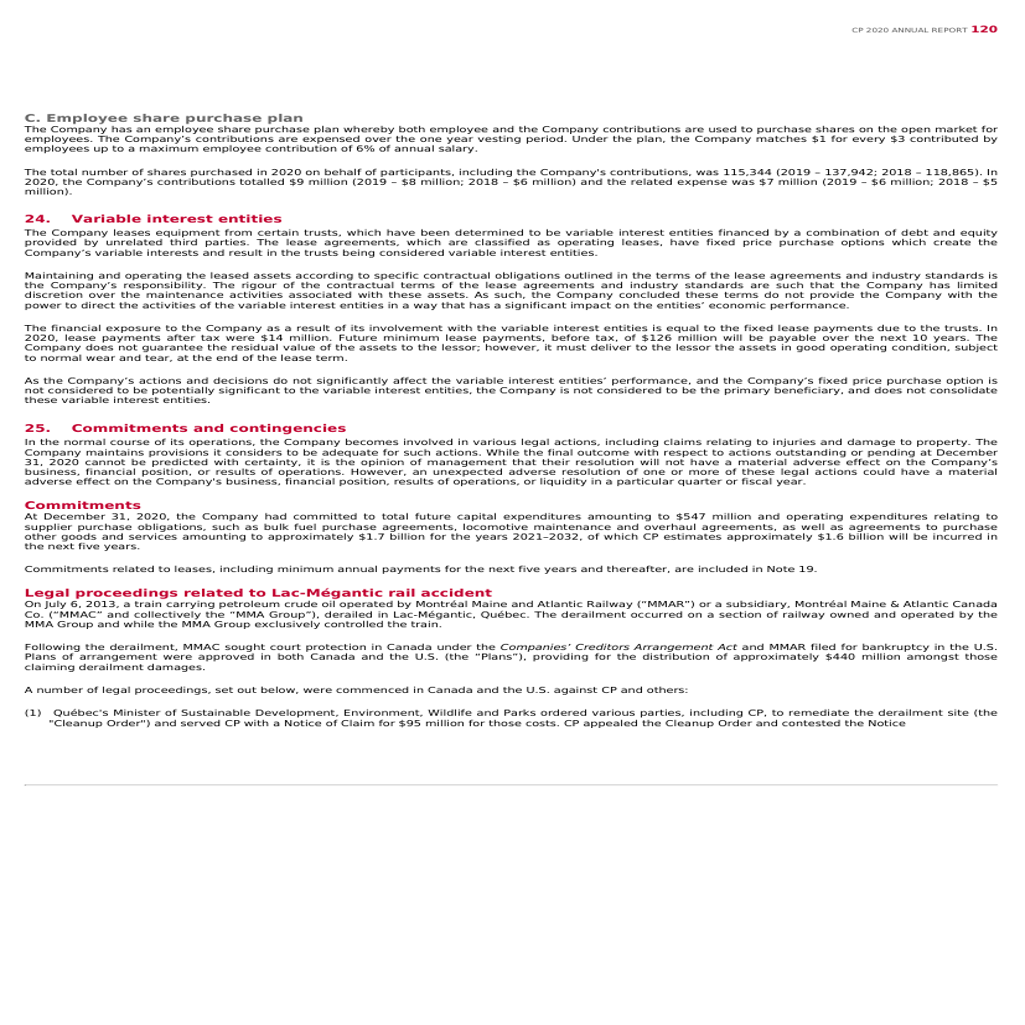 CP 2020 ANNUAL REPORT 120
C. Employee share purchase plan
The Company has an employee share purchase plan whereby both employee and the Company contributions are used to purchase shares on the open market for
employees. The Company’s contributions are expensed over the one year vesting period. Under the plan, the Company matches $1 for every $3 contributed by
employees up to a maximum employee contribution of 6% of annual salary.
The total number of shares purchased in 2020 on behalf of participants, including the Company's contributions, was 115,344 (2019 – 137,942; 2018 – 118,865). In
2020, the Company’s contributions totalled $9 million (2019 – $8 million; 2018 – $6 million) and the related expense was $7 million (2019 – $6 million; 2018 – $5
million).
24. Variable interest entities
The Company leases equipment from certain trusts, which have been determined to be variable interest entities financed by a combination of debt and equity
provided by unrelated third parties. The lease agreements, which are classified as operating leases, have fixed price purchase options which create the
Company’s variable interests and result in the trusts being considered variable interest entities.
Maintaining and operating the leased assets according to specific contractual obligations outlined in the terms of the lease agreements and industry standards is
the Company’s responsibility. The rigour of the contractual terms of the lease agreements and industry standards are such that the Company has limited
discretion over the maintenance activities associated with these assets. As such, the Company concluded these terms do not provide the Company with the
power to direct the activities of the variable interest entities in a way that has a significant impact on the entities’ economic performance.
The financial exposure to the Company as a result of its involvement with the variable interest entities is equal to the fixed lease payments due to the trusts. In
2020, lease payments after tax were $14 million. Future minimum lease payments, before tax, of $126 million will be payable over the next 10 years. The
Company does not guarantee the residual value of the assets to the lessor; however, it must deliver to the lessor the assets in good operating condition, subject
to normal wear and tear, at the end of the lease term.
As the Company’s actions and decisions do not significantly affect the variable interest entities’ performance, and the Company’s fixed price purchase option is
not considered to be potentially significant to the variable interest entities, the Company is not considered to be the primary beneficiary, and does not consolidate
these variable interest entities.
25. Commitments and contingencies
In the normal course of its operations, the Company becomes involved in various legal actions, including claims relating to injuries and damage to property. The
Company maintains provisions it considers to be adequate for such actions. While the final outcome with respect to actions outstanding or pending at December
31, 2020 cannot be predicted with certainty, it is the opinion of management that their resolution will not have a material adverse effect on the Company’s
business, financial position, or results of operations. However, an unexpected adverse resolution of one or more of these legal actions could have a material
adverse effect on the Company's business, financial position, results of operations, or liquidity in a particular quarter or fiscal year.
Commitments
At December 31, 2020, the Company had committed to total future capital expenditures amounting to $547 million and operating expenditures relating to
supplier purchase obligations, such as bulk fuel purchase agreements, locomotive maintenance and overhaul agreements, as well as agreements to purchase
other goods and services amounting to approximately $1.7 billion for the years 2021–2032, of which CP estimates approximately $1.6 billion will be incurred in
the next five years.
Commitments related to leases, including minimum annual payments for the next five years and thereafter, are included in Note 19.
Legal proceedings related to Lac-Mégantic rail accident
On July 6, 2013, a train carrying petroleum crude oil operated by Montréal Maine and Atlantic Railway (“MMAR”) or a subsidiary, Montréal Maine & Atlantic Canada
Co. (“MMAC” and collectively the “MMA Group”), derailed in Lac-Mégantic, Québec. The derailment occurred on a section of railway owned and operated by the
MMA Group and while the MMA Group exclusively controlled the train.
Following the derailment, MMAC sought court protection in Canada under the Companies’ Creditors Arrangement Act and MMAR filed for bankruptcy in the U.S.
Plans of arrangement were approved in both Canada and the U.S. (the “Plans”), providing for the distribution of approximately $440 million amongst those
claiming derailment damages.
A number of legal proceedings, set out below, were commenced in Canada and the U.S. against CP and others:
(1) Québec's Minister of Sustainable Development, Environment, Wildlife and Parks ordered various parties, including CP, to remediate the derailment site (the
"Cleanup Order") and served CP with a Notice of Claim for $95 million for those costs. CP appealed the Cleanup Order and contested the Notice